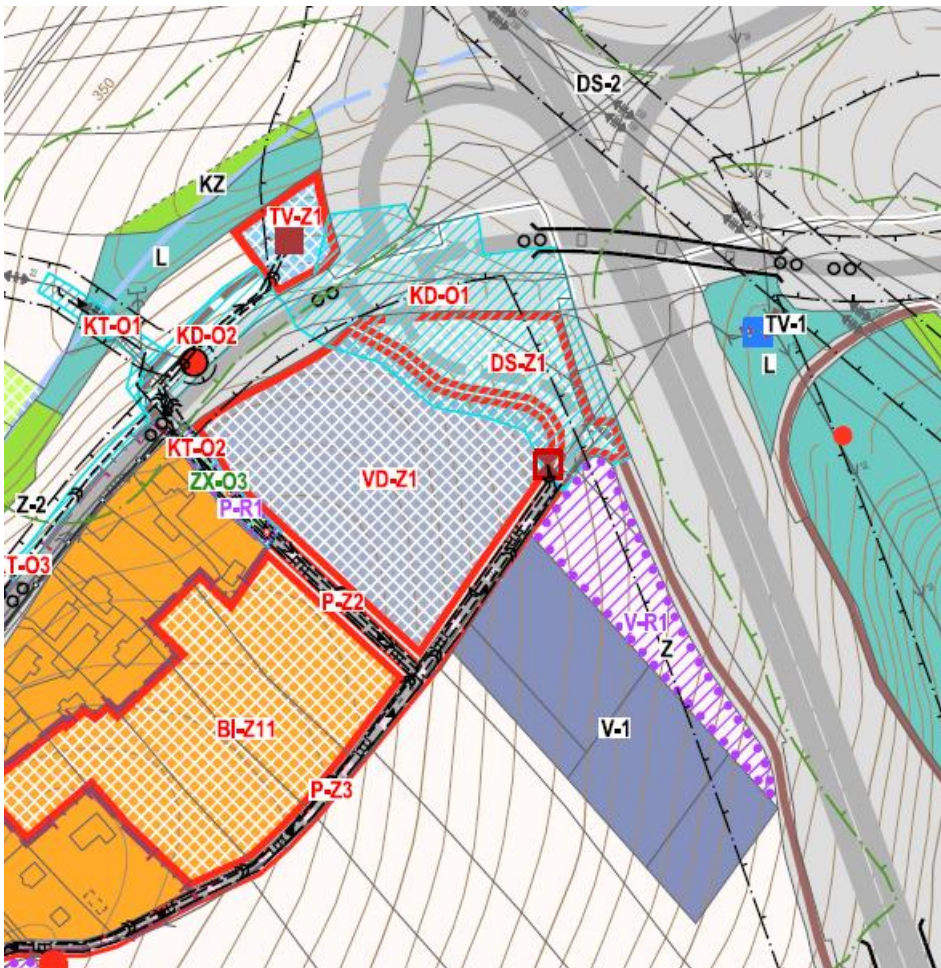 DS-2
350
KZ
TV-Z1
L
KD-O1
KT-O1
TV-1
KD-O2
DS-Z1
L
KT-O2
VD-Z1
ZX-O3
Z-2
P-R1
T-O3
P-Z2
V-R1
Z
BI-Z11
V-1
P-Z3